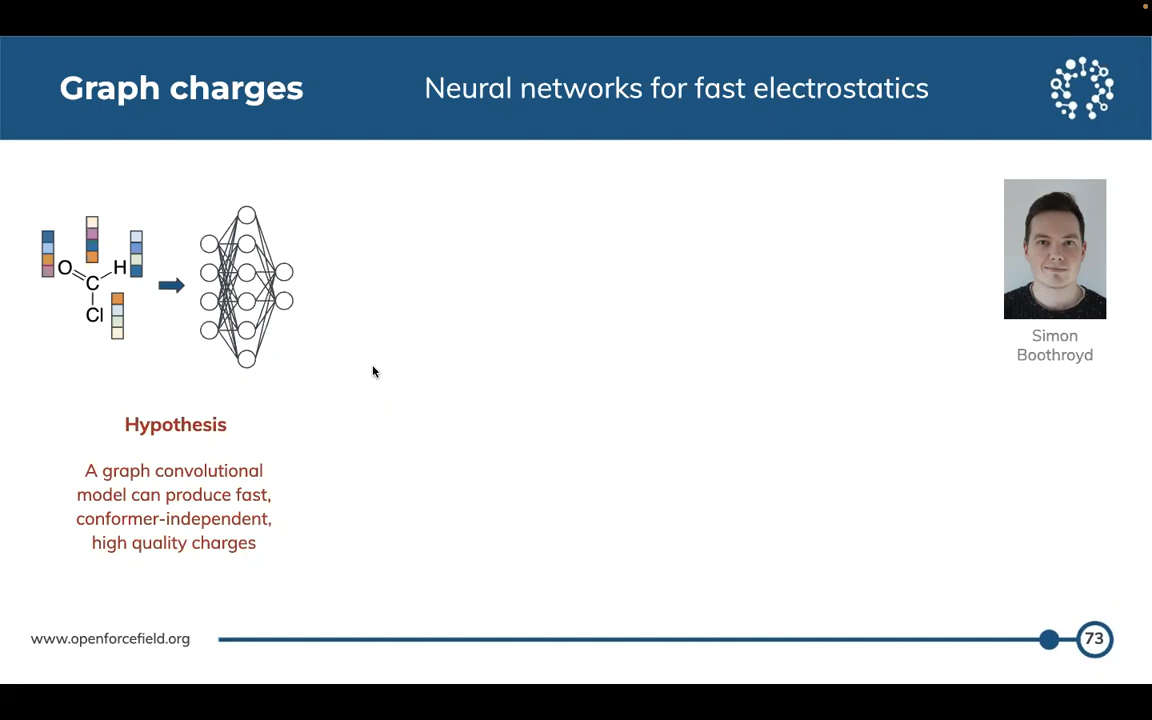 Graph charges
Neural networks for fast electrostatics
O
H
C
Cl
Simon
Boothroyd
Hypothesis
A graph convolutional
model can produce fast,
conformer-independent,
high quality charges
www.openforcefield.org
73